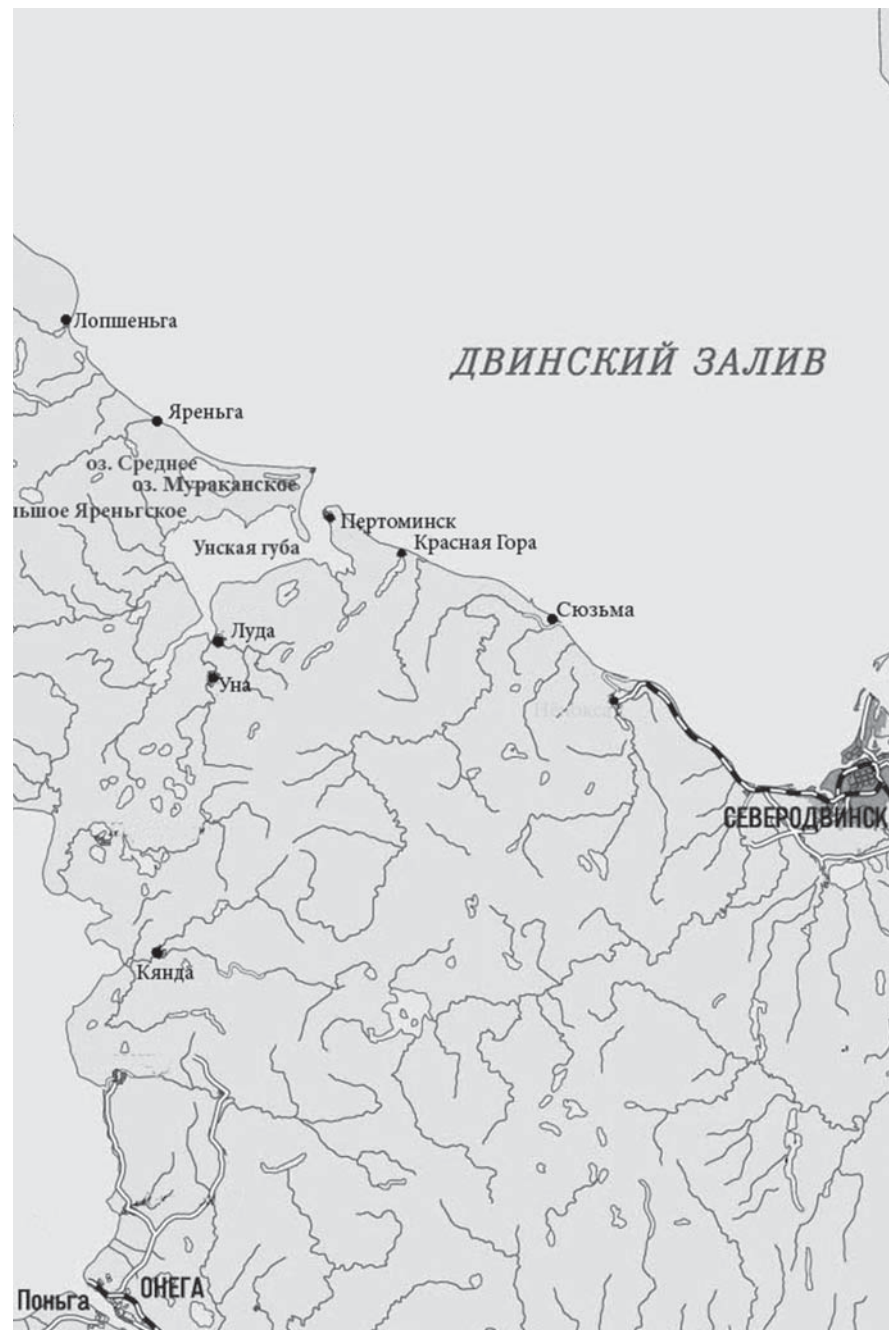 Лопшеньга
ДВИНСКИЙ ЗАЛИВ
Яреньга
оз. Среднее
оз. Мураканское
льшое Яреньгское
Пертоминск
Унская губа
Красная Гора
Сюзьма
Луда
Уна
Нёнокса
СЕВЕРОДВИНСК
Кянда
ОНЕГА
Поньга